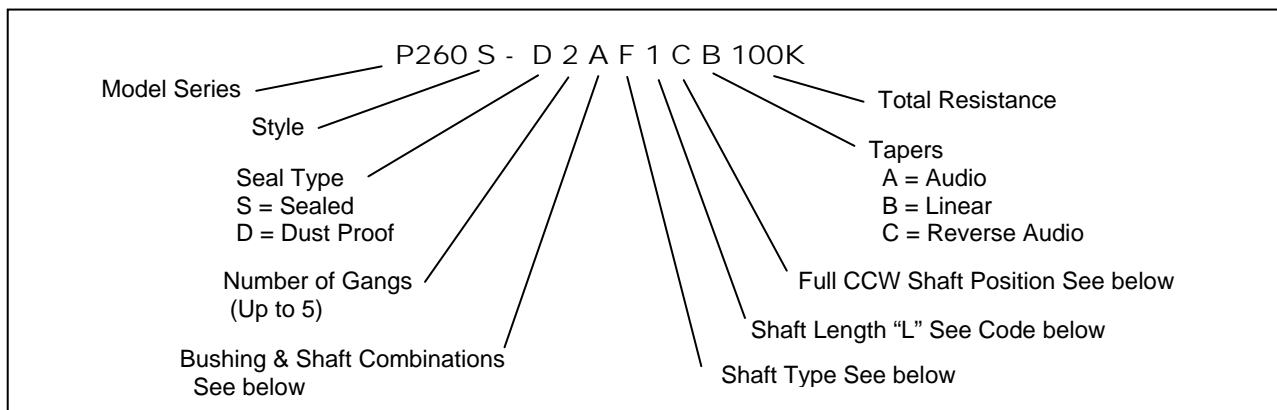 P260 S - D 2 A F 1 C B 100K
Model Series
Total Resistance
Style
Tapers
A = Audio
B = Linear
C = Reverse Audio
Seal Type
S = Sealed
D = Dust Proof
Number of Gangs
(Up to 5)
Full CCW Shaft Position See below
Shaft Length “L” See Code below
Bushing & Shaft Combinations
See below
Shaft Type See below